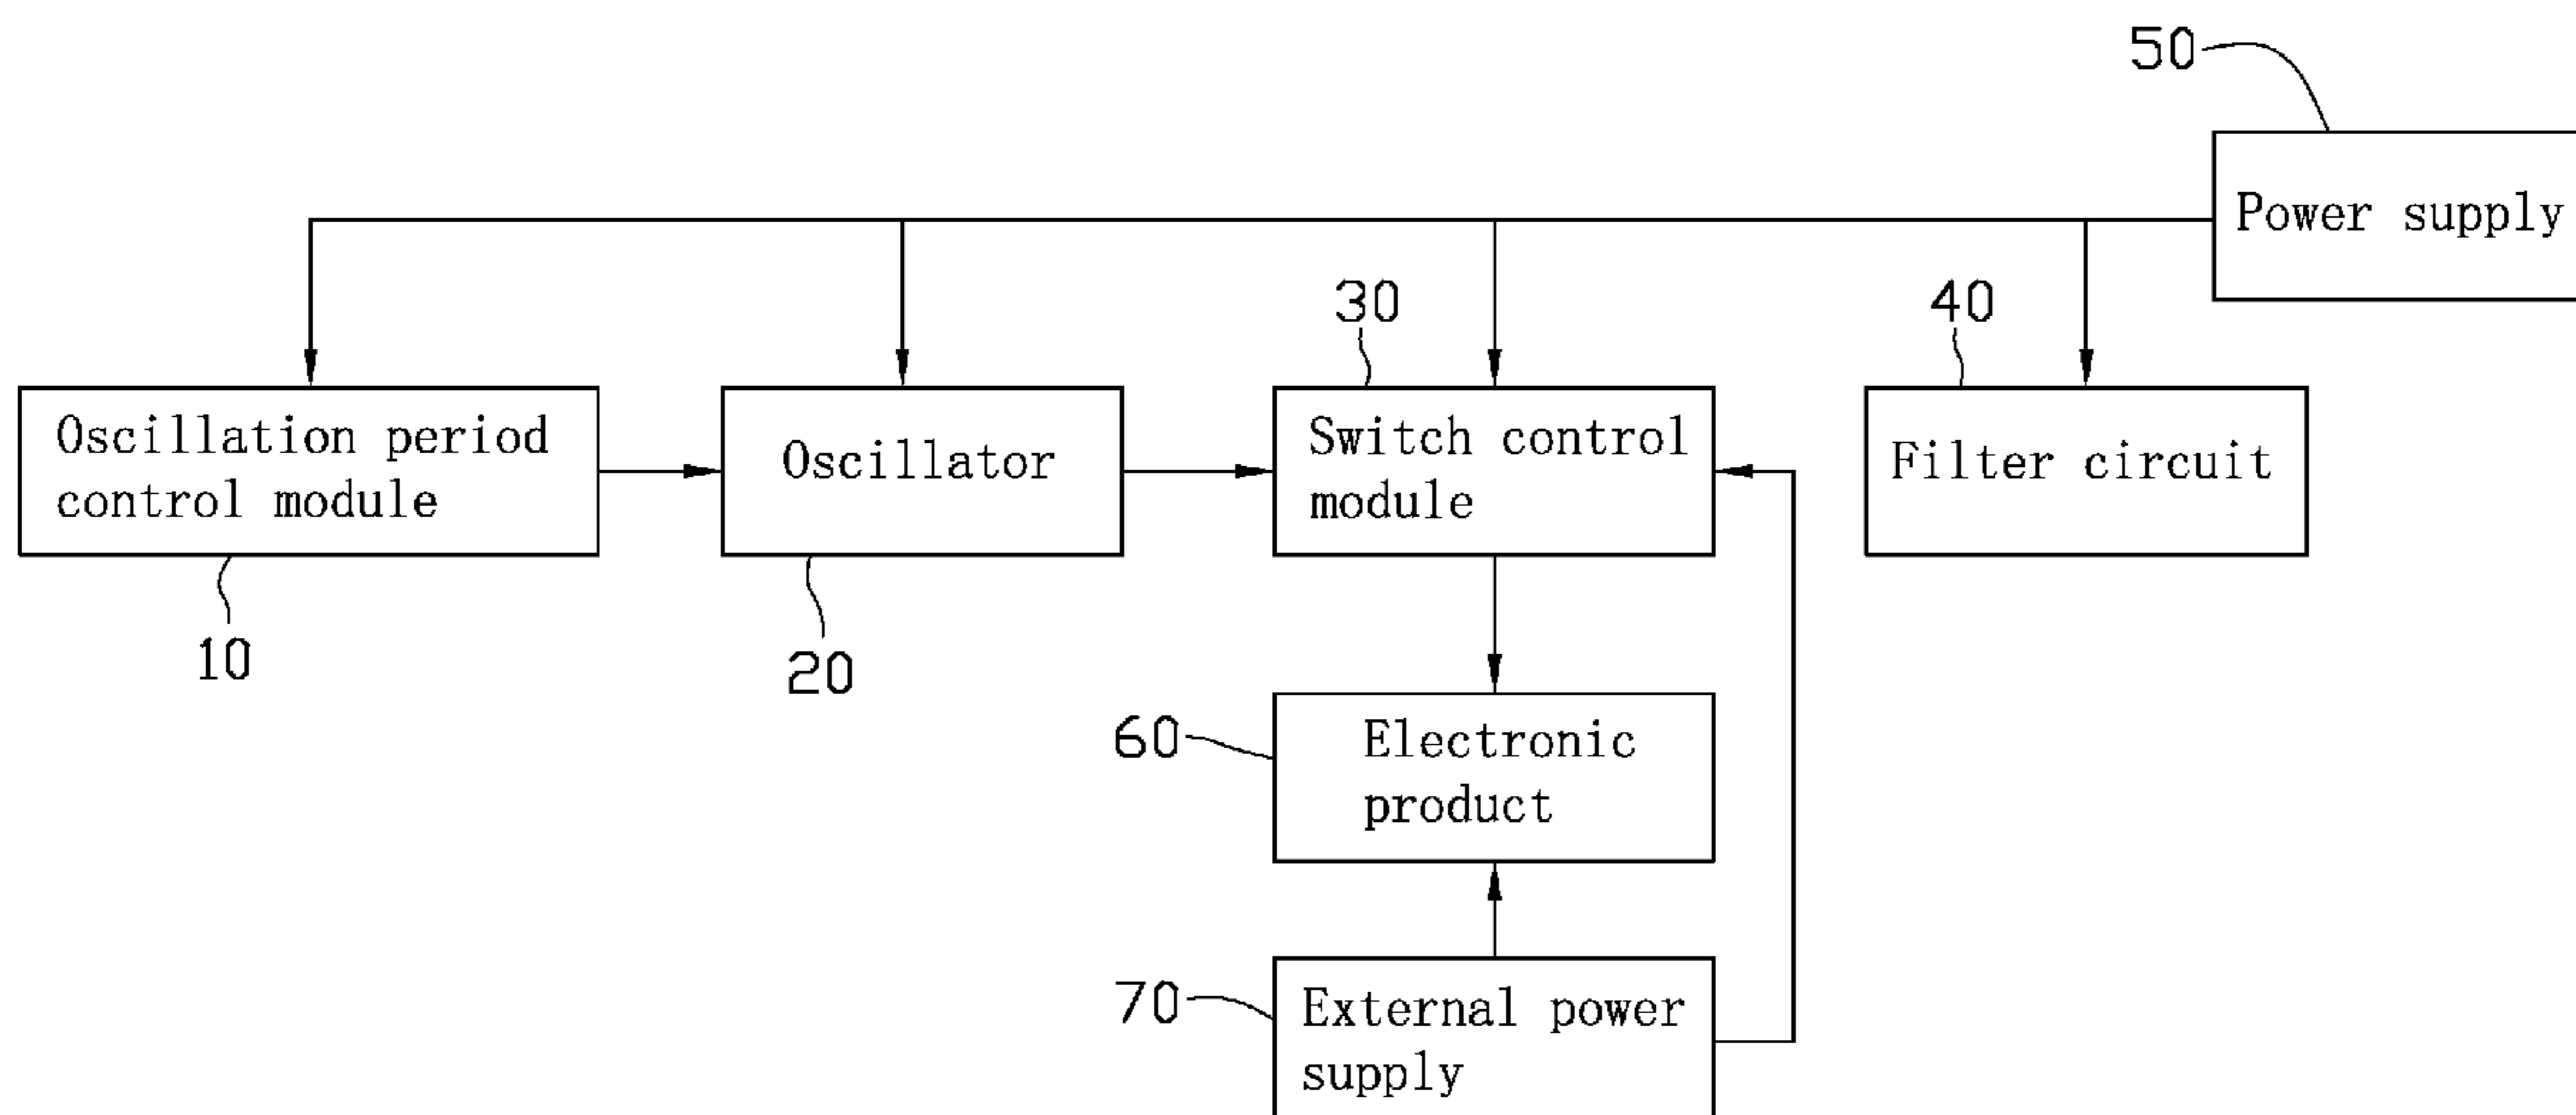 50
Power supply
30
40
Oscillation period
control module
Oscillator
Switch control
module
Filter circuit
10
20
60
Electronic
product
70
External power
supply